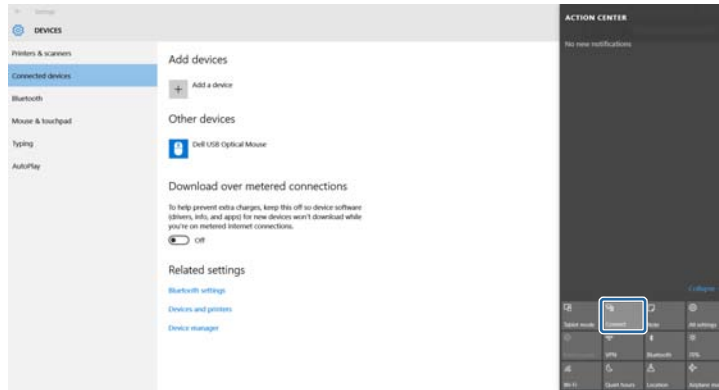 Settings
DEVICES
Printers & scanners
Connected devices
Bluetooth
Mouse & touchpad
Typing
AutoPlay
Add devices
Add a device
Other devices
Dell USB Optical Mouse
Download over metered connections
To help prevent extra charges, keep this off so device software
(drivers, info, and apps) for new devices won't download while
you're on metered Internet connections.
Off
Related settings
Bluetooth settings
Devices and printers
Device manager
ACTION CENTER
No new notifications
Collapse
Tablet mode
Connect
Note
All settings
VPN
Bluetooth
Wi-Fi
Quiet hours
Location
Airplane mo